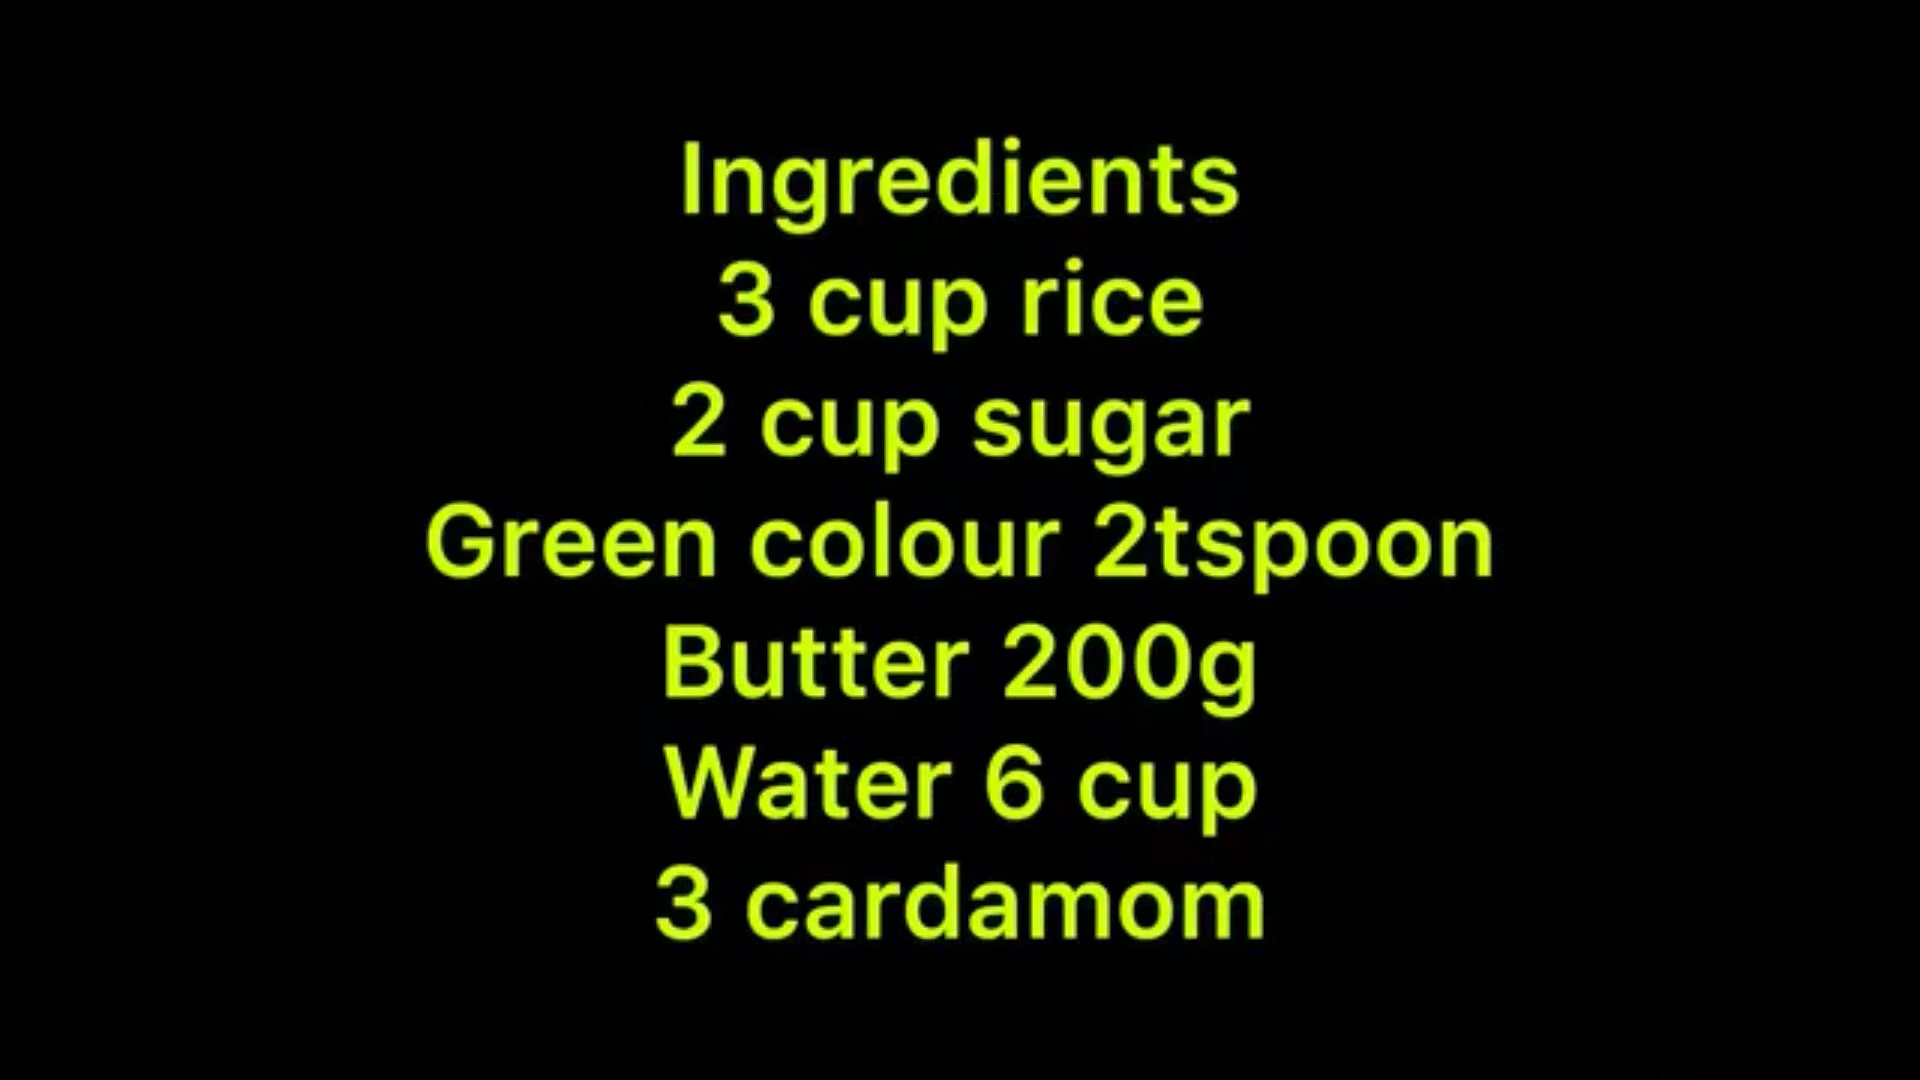 Ingredients
3 cup rice
2 cup sugar
Green colour 2tspoon
Butter 200g
Water 6 cup
3 cardamom